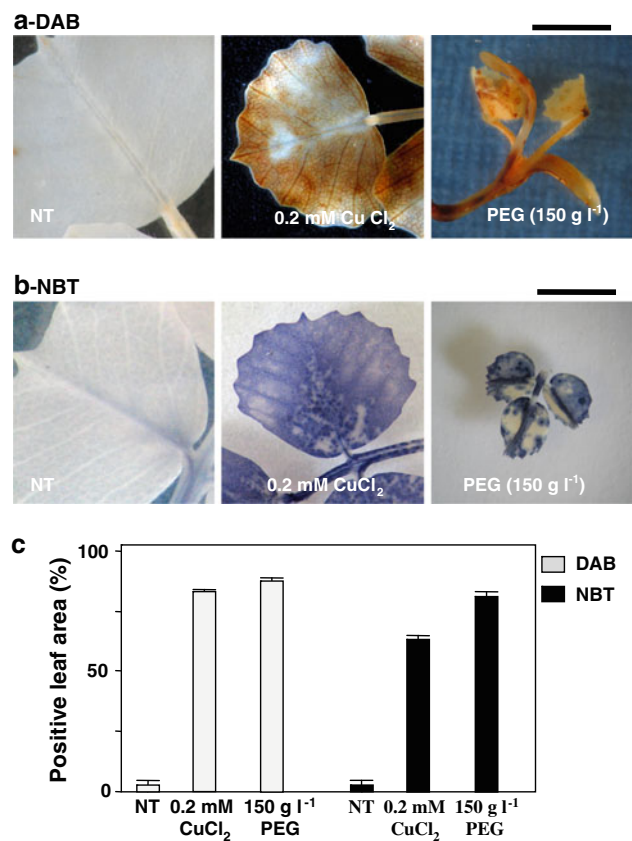 a-DAB
NT
0.2 mM Cu Cl₂
PEG (150 g l⁻¹)
b-NBT
NT
0.2 mM CuCl₂
PEG (150 g l⁻¹)
c
100
50
0
Positive leaf area (%)
DAB
NBT
NT
0.2 mM CuCl₂
150 g l⁻¹ PEG
NT
0.2 mM CuCl₂
150 g l⁻¹ PEG